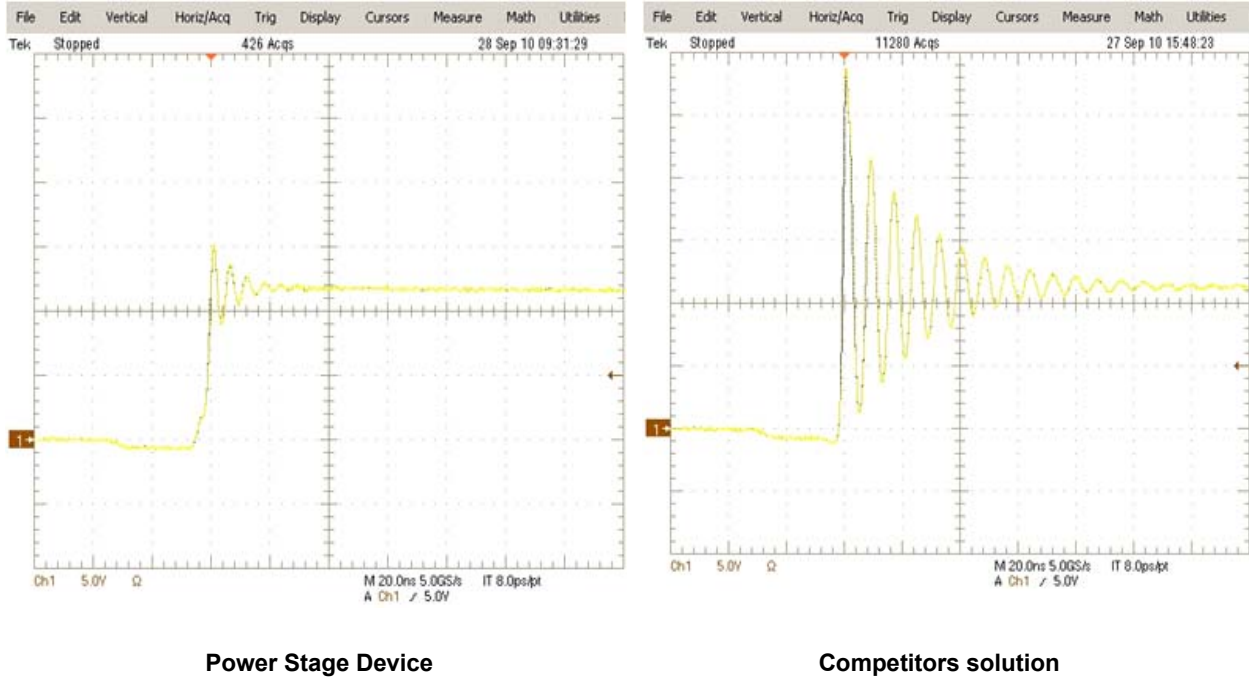 File Edit Vertical Horiz/Acq Trig Display Cursors Measure Math Utilities
Tek Stopped 426 Acqs 28 Sep 10 09:31:29
1
Ch1 5.0V Ω
M 20.0ns 5.0GS/s IT 8.0ps/pt
A Ch1 / 5.0V
Power Stage Device
File Edit Vertical Horiz/Acq Trig Display Cursors Measure Math Utilities
Tek Stopped 11280 Acqs 27 Sep 10 15:48:23
1
Ch1 5.0V Ω
M 20.0ns 5.0GS/s IT 8.0ps/pt
A Ch1 / 5.0V
Competitors solution